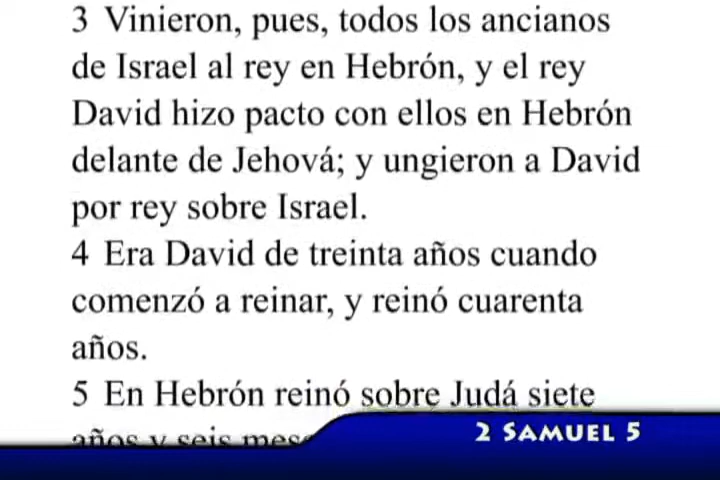 3 Vinieron, pues, todos los ancianos
de Israel al rey en Hebrón, y el rey
David hizo pacto con ellos en Hebrón
delante de Jehová; y ungieron a David
por rey sobre Israel.
4 Era David de treinta años cuando
comenzó a reinar, y reinó cuarenta
años.
5 En Hebrón reinó sobre Judá siete
años y seis
2 SAMUEL 5